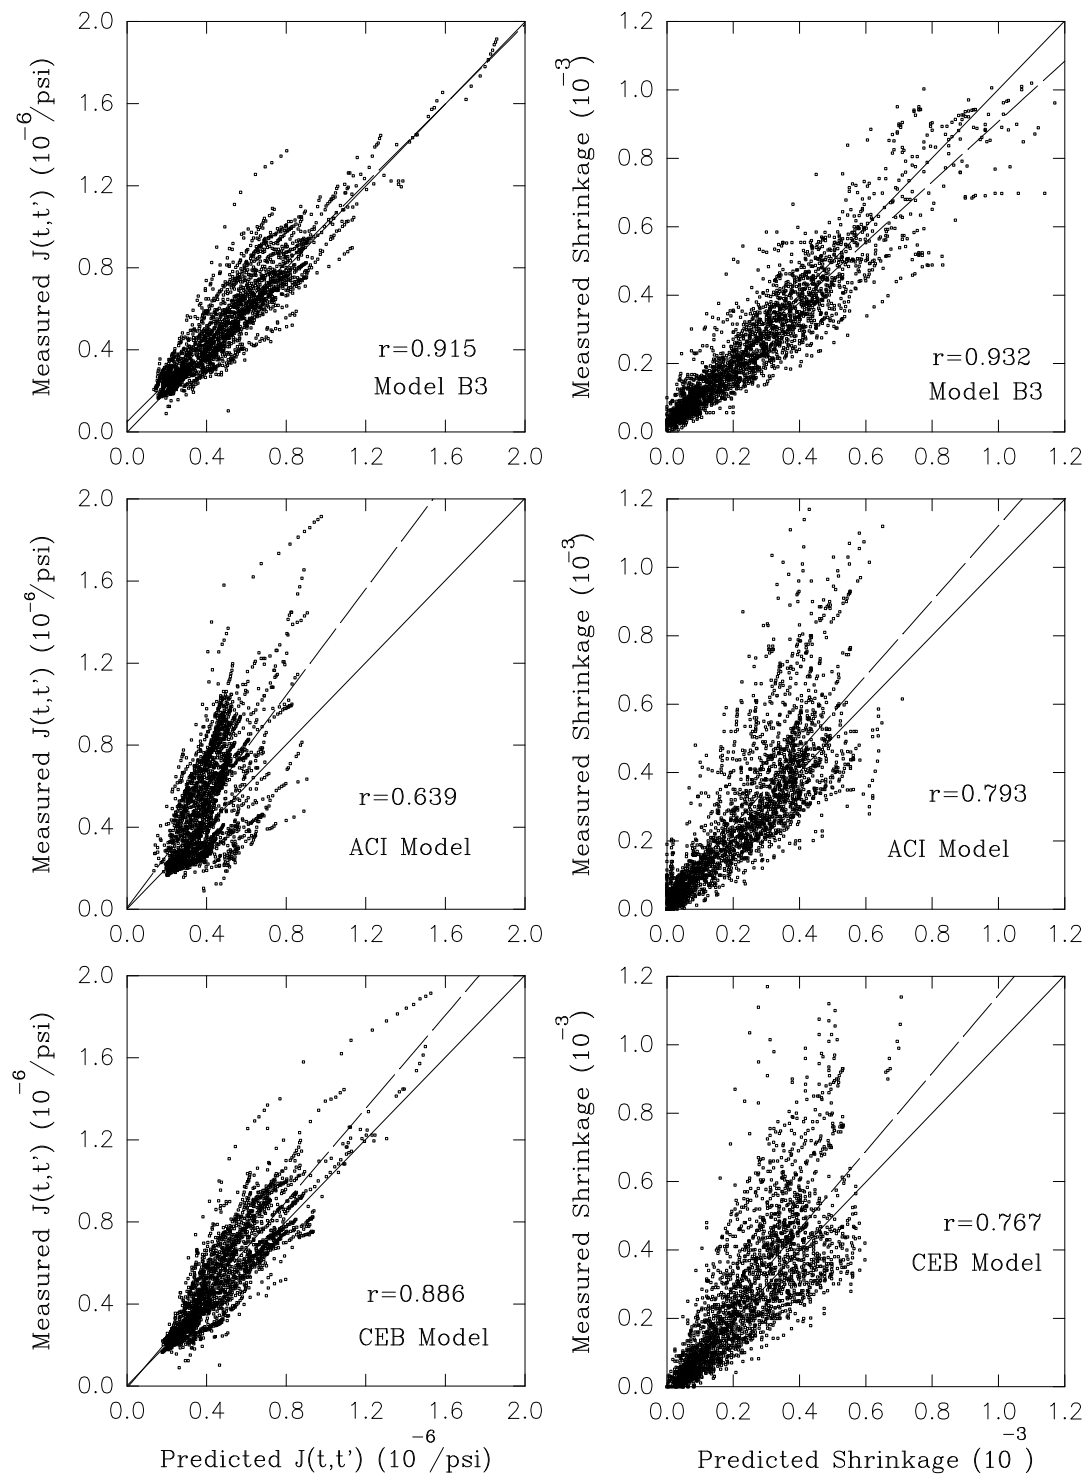 Measured J(t,t') (10^-6/psi)
2.0
1.6
1.2
0.8
0.4
0.0
r=0.915
Model B3
0.0 0.4 0.8 1.2 1.6 2.0
Measured Shrinkage (10^-3)
1.2
1.0
0.8
0.6
0.4
0.2
0.0
r=0.932
Model B3
0.0 0.2 0.4 0.6 0.8 1.0 1.2
Measured J(t,t') (10^-6/psi)
2.0
1.6
1.2
0.8
0.4
0.0
r=0.639
ACI Model
0.0 0.4 0.8 1.2 1.6 2.0
Measured Shrinkage (10^-3)
1.2
1.0
0.8
0.6
0.4
0.2
0.0
r=0.793
ACI Model
0.0 0.2 0.4 0.6 0.8 1.0 1.2
Measured J(t,t') (10^-6/psi)
2.0
1.6
1.2
0.8
0.4
0.0
r=0.886
CEB Model
0.0 0.4 0.8 1.2 1.6 2.0
Predicted J(t,t') (10^-6/psi)
Measured Shrinkage (10^-3)
1.2
1.0
0.8
0.6
0.4
0.2
0.0
r=0.767
CEB Model
0.0 0.2 0.4 0.6 0.8 1.0 1.2
Predicted Shrinkage (10^-3)